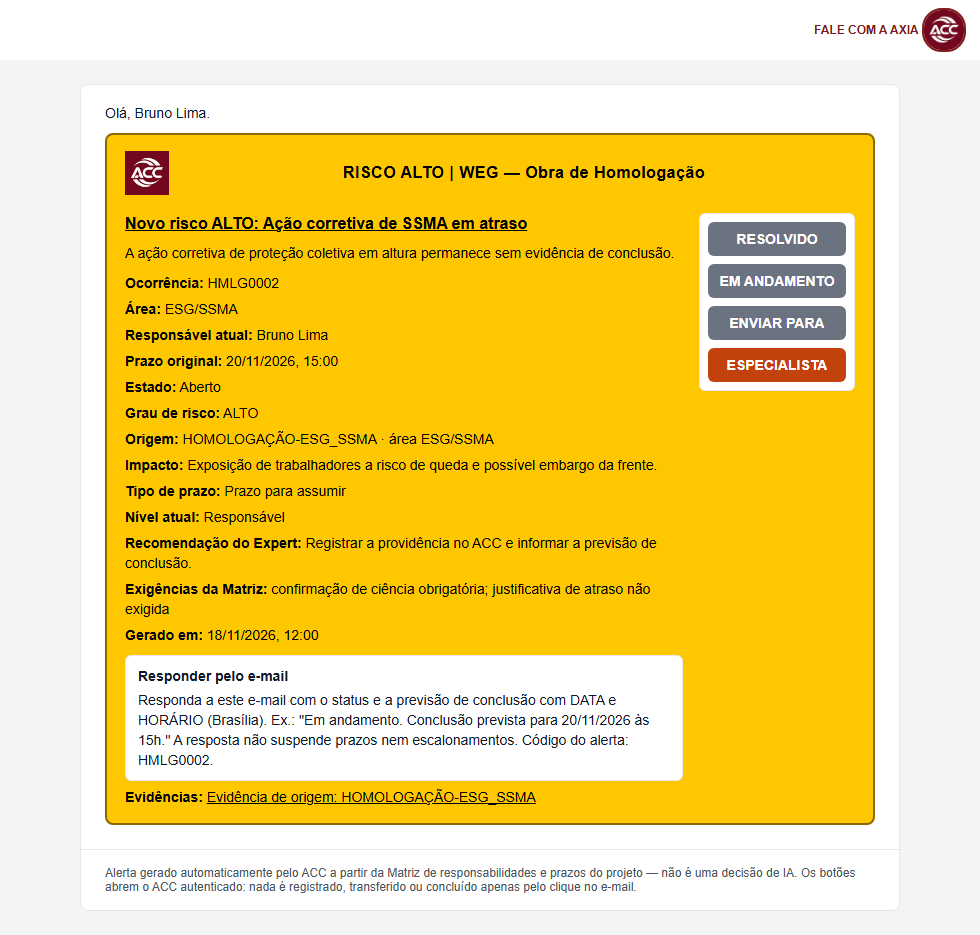 FALE COM A AXIA ACC
Olá, Bruno Lima.
ACC
RISCO ALTO | WEG — Obra de Homologação
Novo risco ALTO: Ação corretiva de SSMA em atraso
A ação corretiva de proteção coletiva em altura permanece sem evidência de conclusão.
Ocorrência: HMLG0002
Área: ESG/SSMA
Responsável atual: Bruno Lima
Prazo original: 20/11/2026, 15:00
Estado: Aberto
Grau de risco: ALTO
Origem: HOMOLOGAÇÃO-ESG_SSMA · área ESG/SSMA
Impacto: Exposição de trabalhadores a risco de queda e possível embargo da frente.
Tipo de prazo: Prazo para assumir
Nível atual: Responsável
Recomendação do Expert: Registrar a providência no ACC e informar a previsão de
conclusão.
Exigências da Matriz: confirmação de ciência obrigatória; justificativa de atraso não
exigida
Gerado em: 18/11/2026, 12:00
Responder pelo e-mail
Responda a este e-mail com o status e a previsão de conclusão com DATA e
HORÁRIO (Brasília). Ex.: "Em andamento. Conclusão prevista para 20/11/2026 às
15h." A resposta não suspende prazos nem escalonamentos. Código do alerta:
HMLG0002.
Evidências: Evidência de origem: HOMOLOGAÇÃO-ESG_SSMA
RESOLVIDO
EM ANDAMENTO
ENVIAR PARA
ESPECIALISTA
Alerta gerado automaticamente pelo ACC a partir da Matriz de responsabilidades e prazos do projeto — não é uma decisão de IA. Os botões
abrem o ACC autenticado: nada é registrado, transferido ou concluído apenas pelo clique no e-mail.